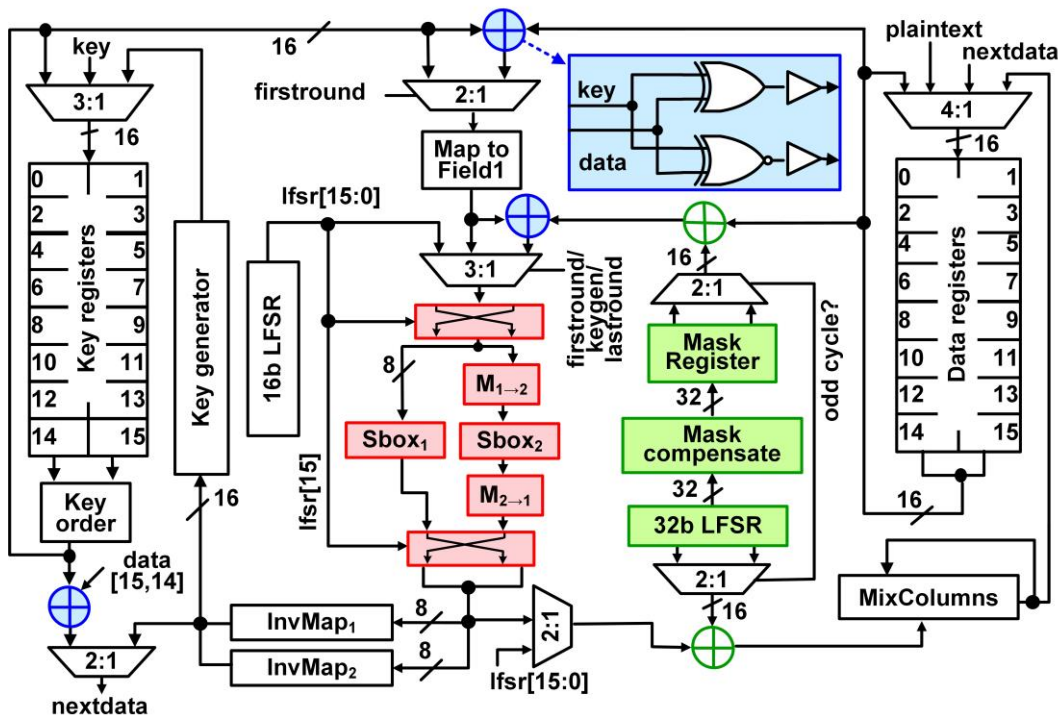 16
key
3:1
16
firstround
2:1
Map to
Field1
key
data
plaintext
nextdata
4:1
16
0 1
2 3
4 5
6 7
8 9
10 11
12 13
14 15
Key registers
Key
order
Key generator
16
data
[15,14]
2:1
nextdata
lfsr[15:0]
16b LFSR
lfsr[15]
3:1
firstround/
keygen/
lastround
8
M1→2
Sbox1
Sbox2
M2→1
InvMap1
8
InvMap2
8
2:1
lfsr[15:0]
16
2:1
odd cycle?
Mask
Register
32
Mask
compensate
32
32b LFSR
2:1
16
0 1
2 3
4 5
6 7
8 9
10 11
12 13
14 15
Data registers
16
MixColumns